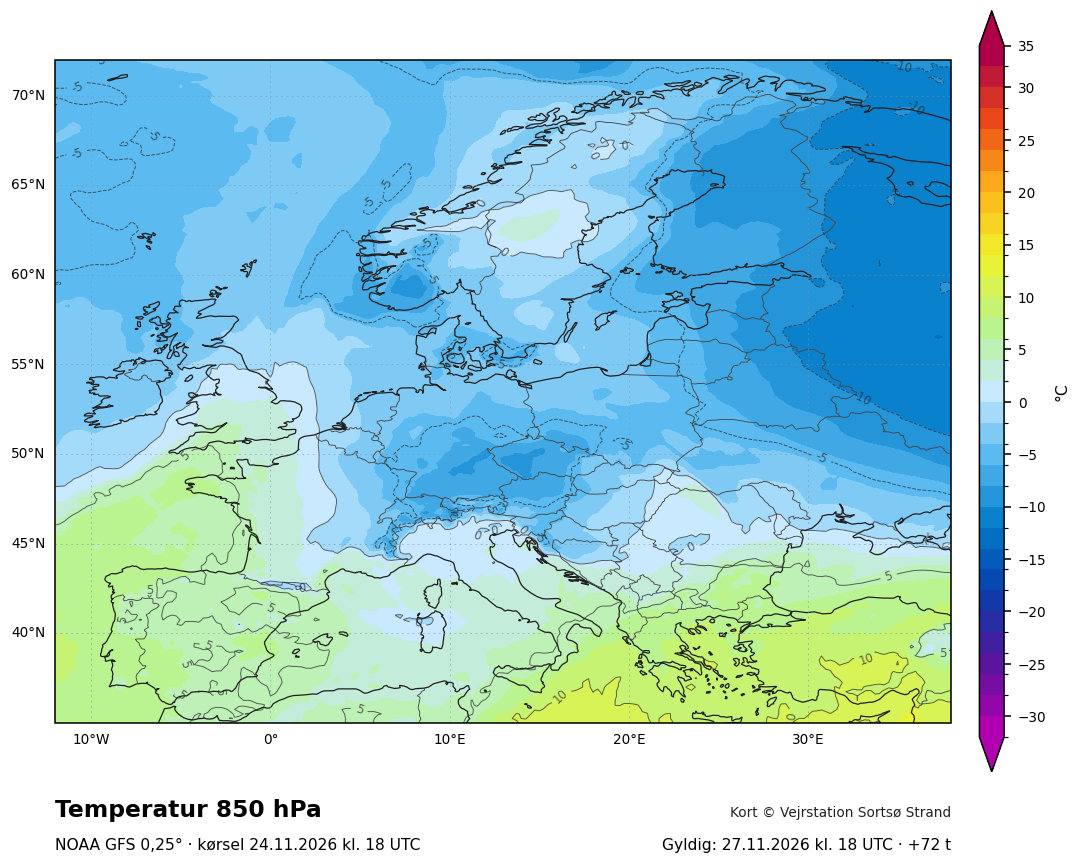 35
30
25
20
15
10
5
0
−5
−10
−15
−20
−25
−30
°C
70°N
65°N
60°N
55°N
50°N
45°N
40°N
10°W
0°
10°E
20°E
30°E
Temperatur 850 hPa
Kort © Vejrstation Sortsø Strand
NOAA GFS 0,25° · kørsel 24.11.2026 kl. 18 UTC
Gyldig: 27.11.2026 kl. 18 UTC · +72 t